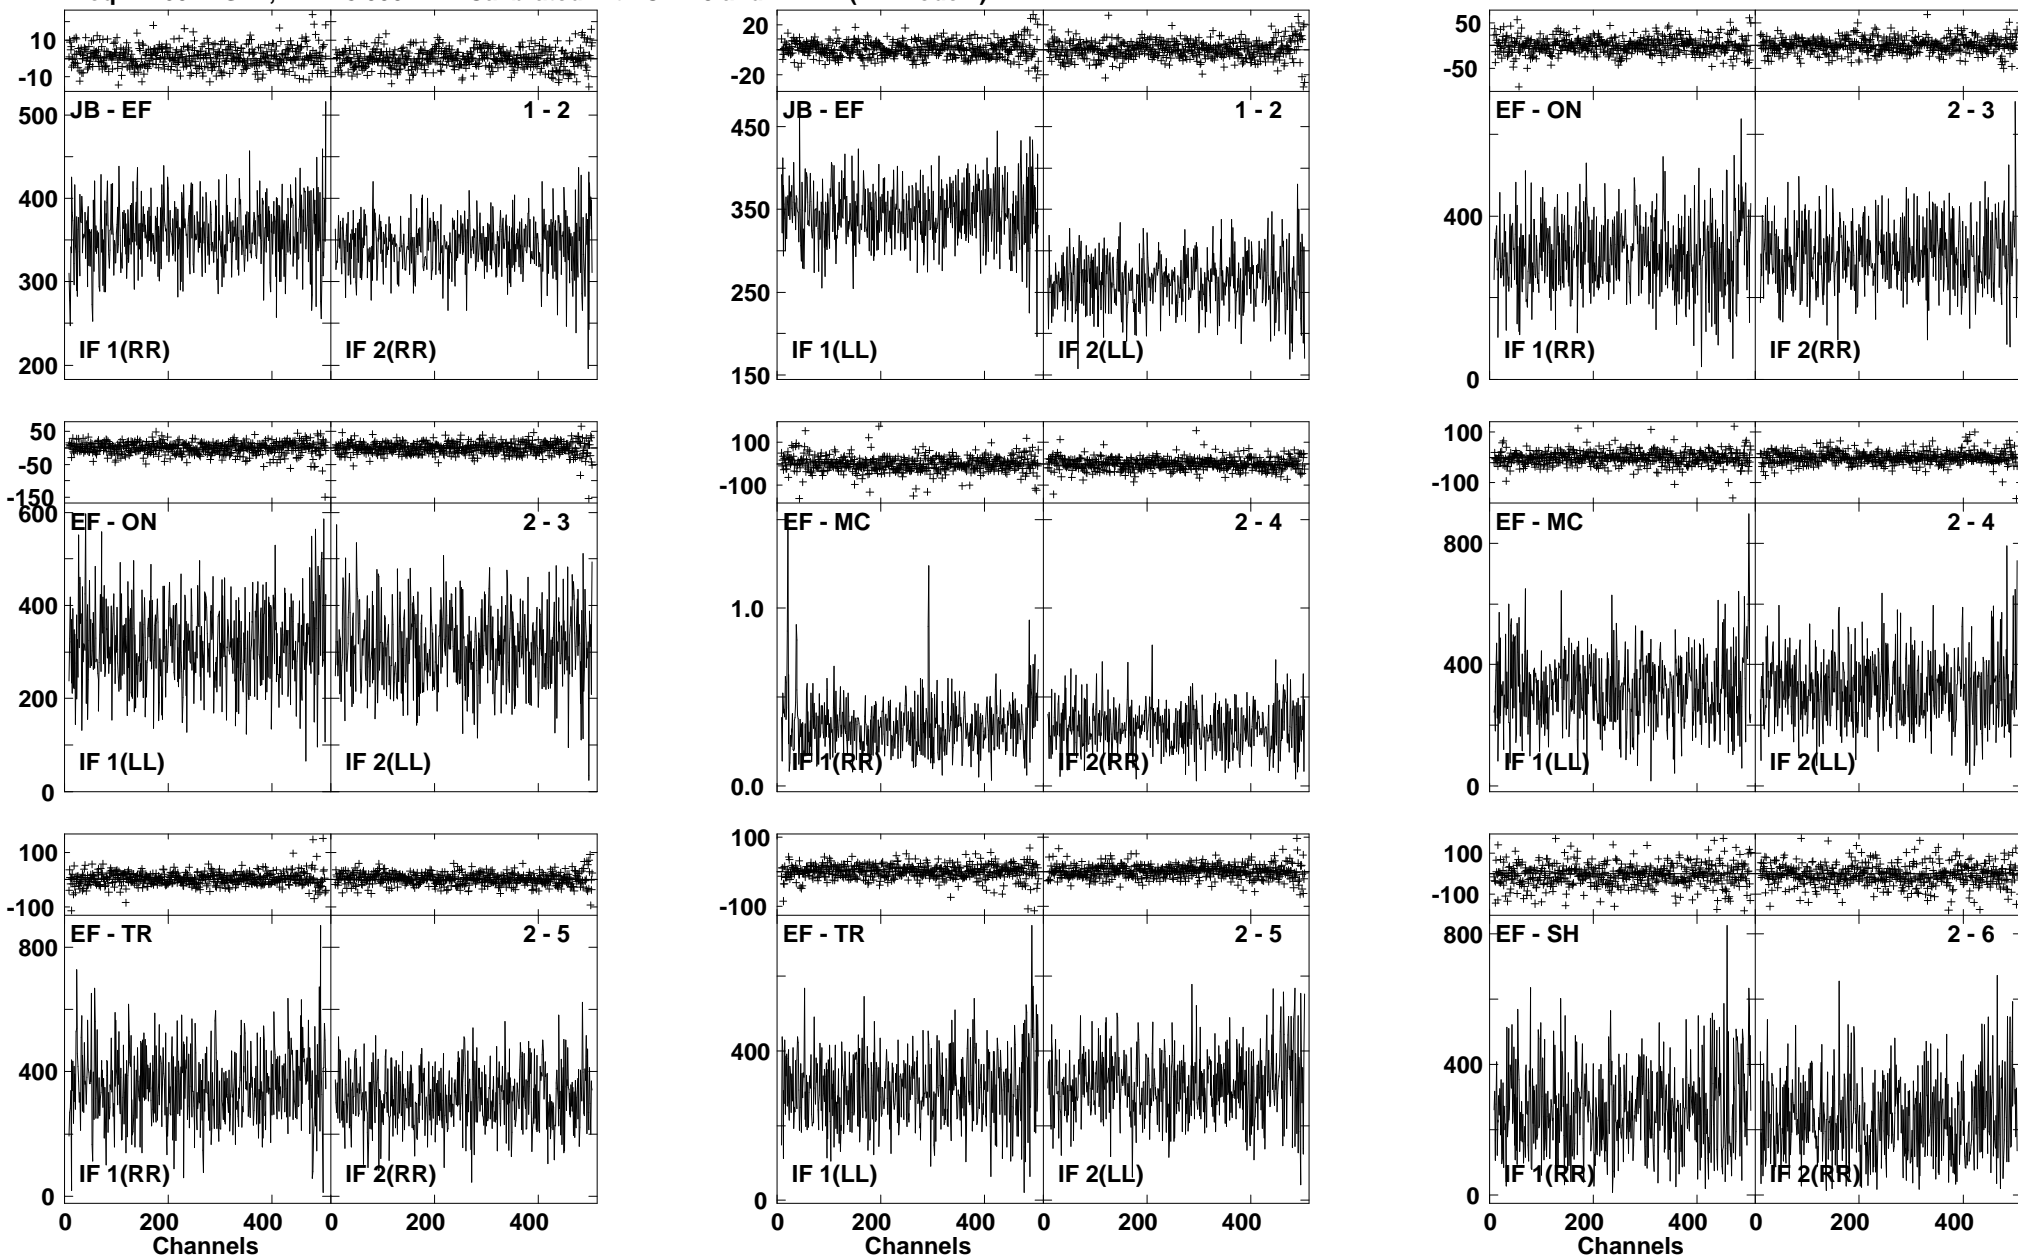 10
-10
JB - EF 1 - 2
500
400
300
200
IF 1(RR) IF 2(RR)
20
-20
JB - EF 1 - 2
450
350
250
150
IF 1(LL) IF 2(LL)
50
-50
EF - ON 2 - 3
400
0
IF 1(RR) IF 2(RR)
50
-50
-150
EF - ON 2 - 3
600
400
200
0
IF 1(LL) IF 2(LL)
100
-100
EF - MC 2 - 4
1.0
0.0
IF 1(RR) IF 2(RR)
100
-100
EF - MC 2 - 4
800
400
0
IF 1(LL) IF 2(LL)
100
-100
EF - TR 2 - 5
800
400
0
IF 1(RR) IF 2(RR)
0 200 400 0 200 400
Channels
100
-100
EF - TR 2 - 5
400
0
IF 1(LL) IF 2(LL)
0 200 400 0 200 400
Channels
100
-100
EF - SH 2 - 6
800
400
0
IF 1(RR) IF 2(RR)
0 200 400 0 200 400
Channels